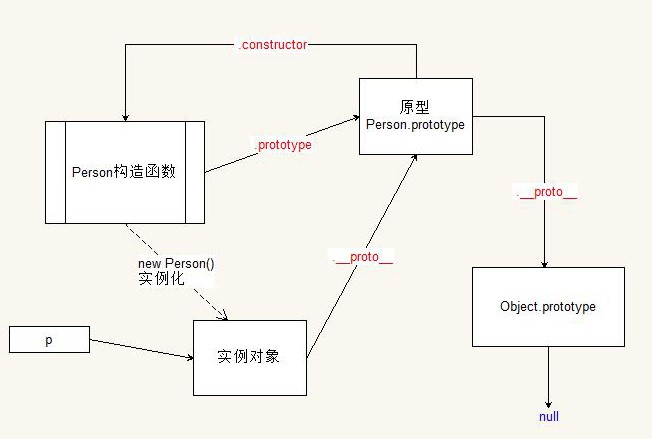 .constructor
原型
Person.prototype
Person构造函数
.prototype
.__proto__
.__proto__
new Person()
实例化
Object.prototype
p
实例对象
null